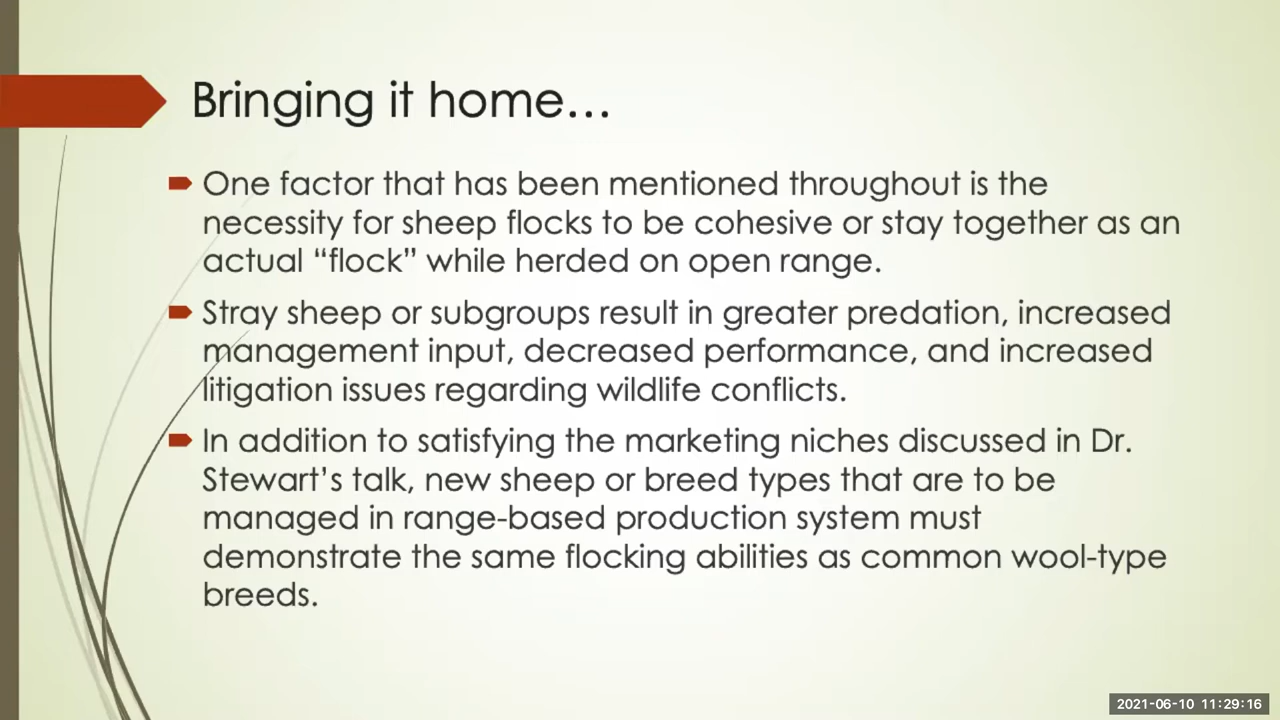 Bringing it home...
One factor that has been mentioned throughout is the
necessity for sheep flocks to be cohesive or stay together as an
actual “flock” while herded on open range.
Stray sheep or subgroups result in greater predation, increased
management input, decreased performance, and increased
litigation issues regarding wildlife conflicts.
In addition to satisfying the marketing niches discussed in Dr.
Stewart’s talk, new sheep or breed types that are to be
managed in range-based production system must
demonstrate the same flocking abilities as common wool-type
breeds.
2021-06-10 11:29:16